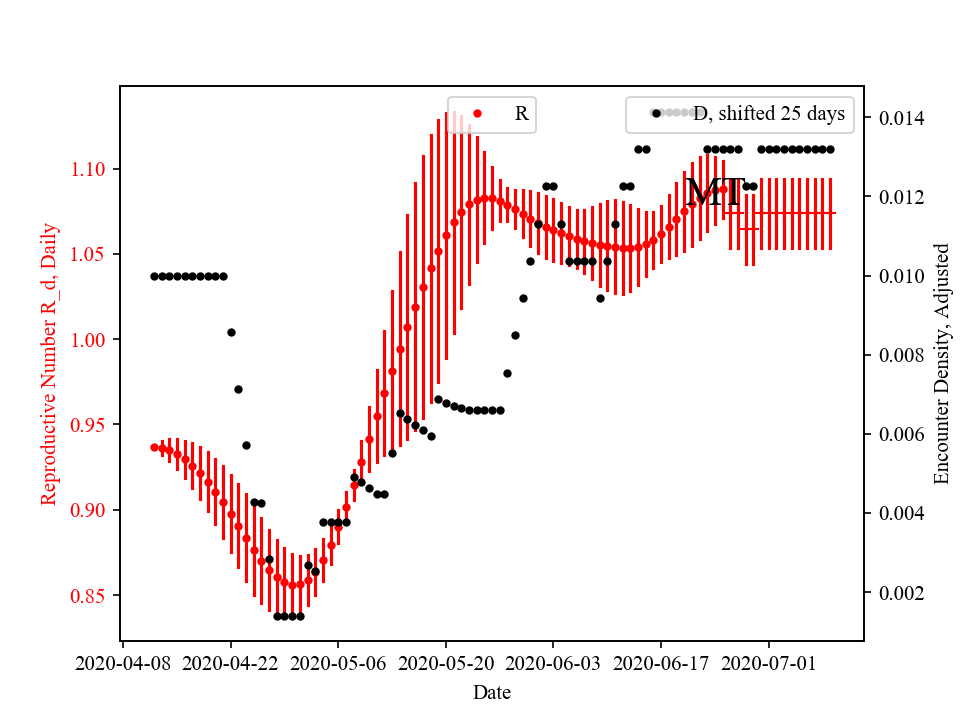 R
D, shifted 25 days
MT
Reproductive Number R_d, Daily
1.10
1.05
1.00
0.95
0.90
0.85
0.014
0.012
0.010
0.008
0.006
0.004
0.002
Encounter Density, Adjusted
2020-04-08 2020-04-22 2020-05-06 2020-05-20 2020-06-03 2020-06-17 2020-07-01
Date